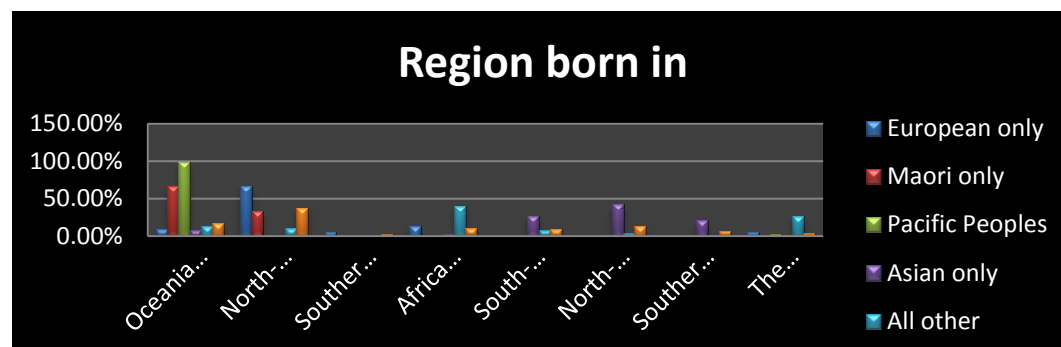 Region born in
150.00%
100.00%
50.00%
0.00%
Oceania...
North-...
Souther...
Africa...
South-...
North-...
Souther...
The...
European only
Maori only
Pacific Peoples
Asian only
All other